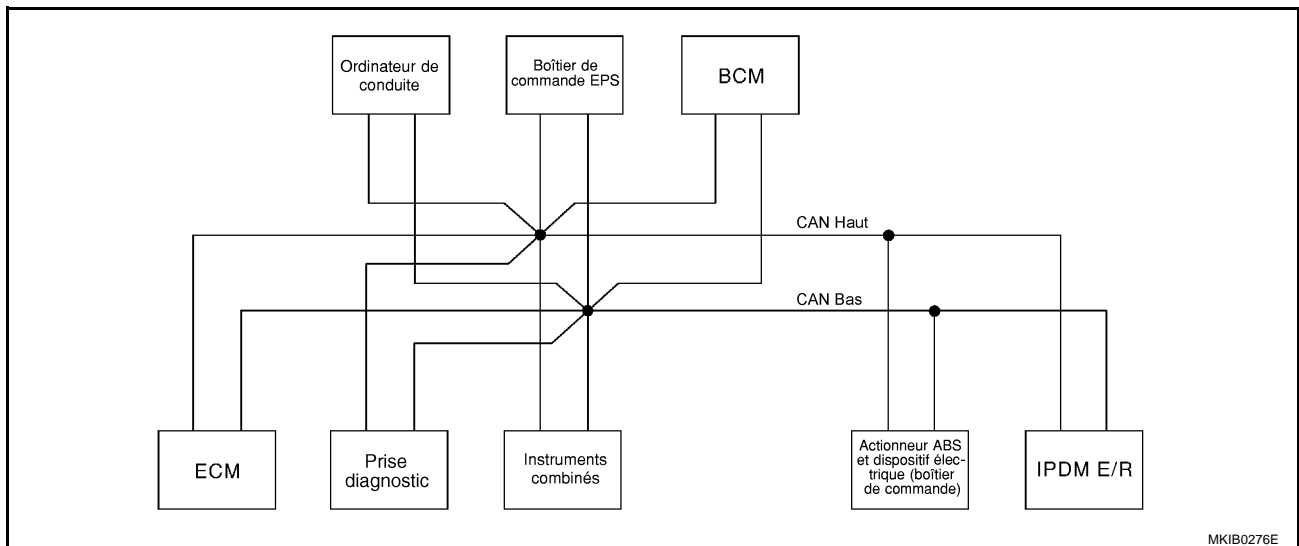 Ordinateur de
conduite
Boîtier de
commande EPS
BCM
CAN Haut
CAN Bas
ECM
Prise
diagnostic
Instruments
combinés
Actionneur ABS
et dispositif élec-
trique (boîtier
de commande)
IPDM E/R
MKIB0276E